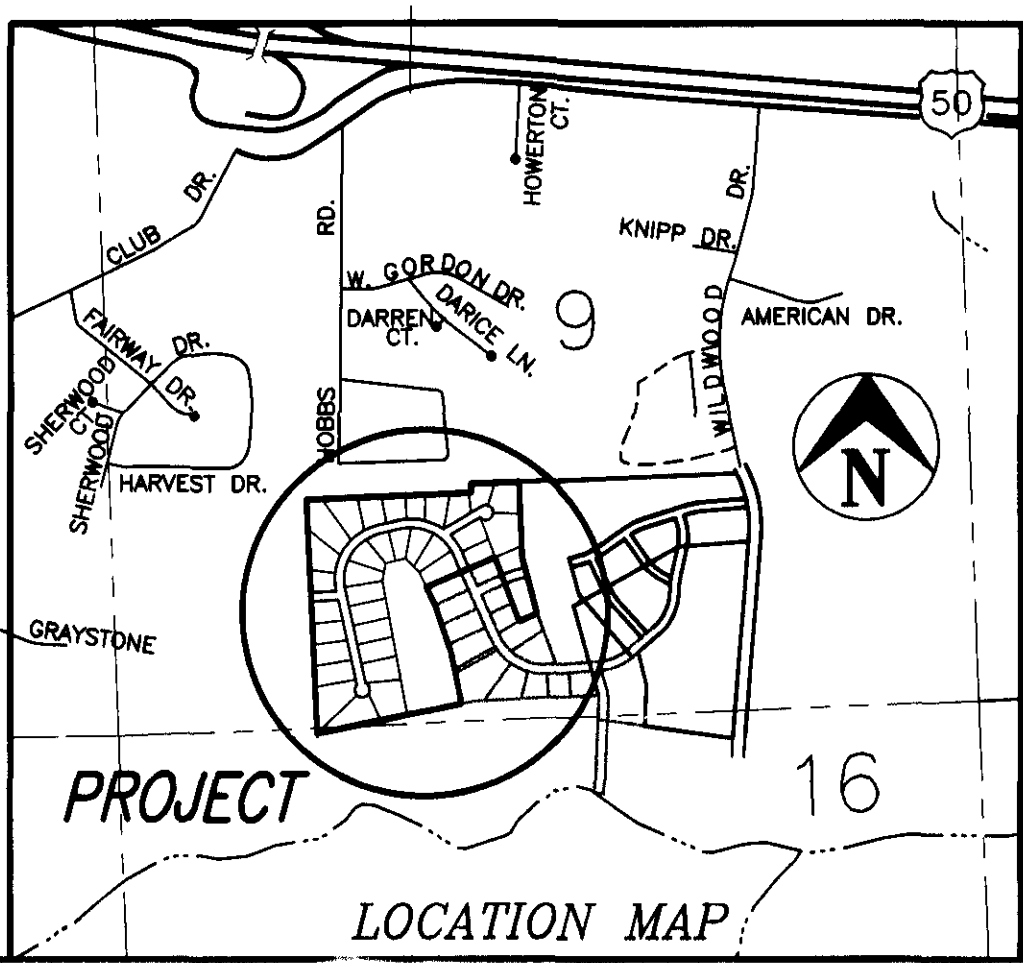 50
HOWERTON
CT.
CLUB DR.
HOBBS RD.
KNIPP DR.
WILDWOOD DR.
W. GORDON DR.
DARREN
CT.
DARICE LN.
9
AMERICAN DR.
FAIRWAY DR.
SHERWOOD
CT.
SHERWOOD DR.
HARVEST DR.
N
GRAYSTONE
PROJECT
16
LOCATION MAP